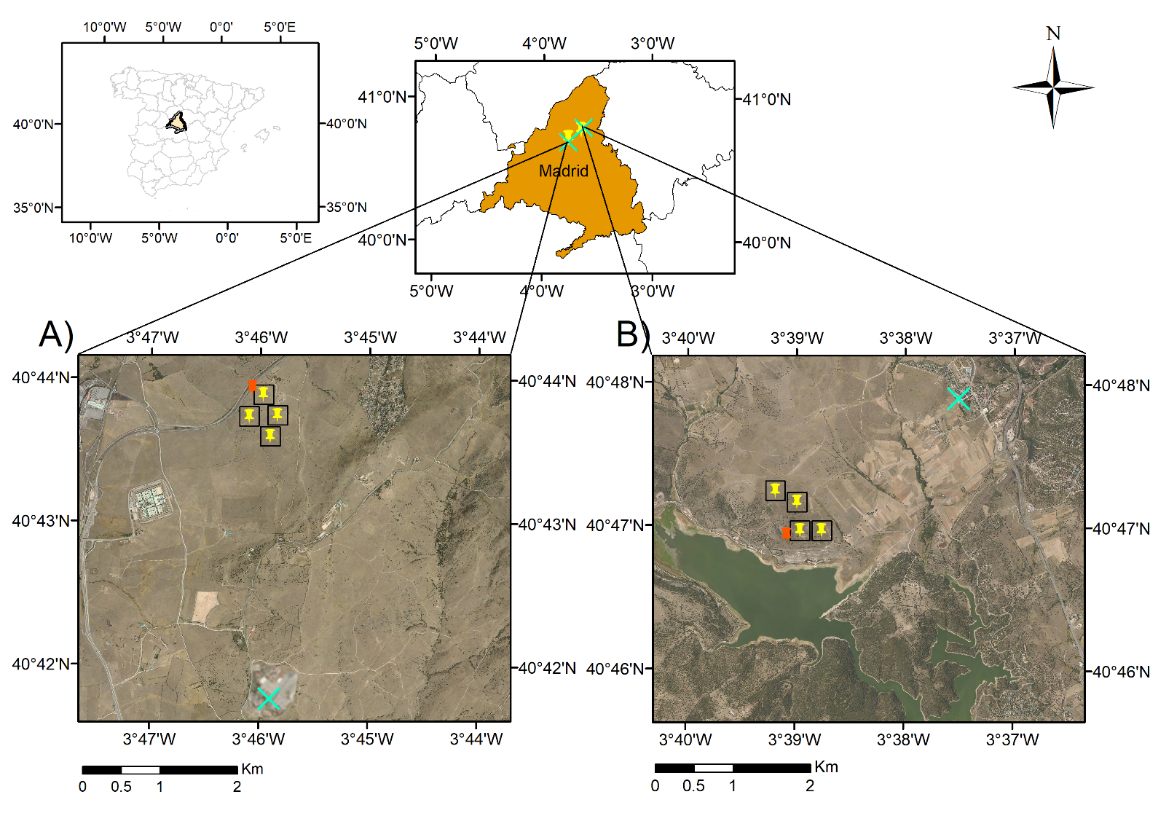 10°0'W 5°0'W 0°0' 5°0'E
40°0'N 40°0'N
35°0'N 35°0'N
10°0'W 5°0'W 0°0' 5°0'E
5°0'W 4°0'W 3°0'W
41°0'N 41°0'N
Madrid
40°0'N 40°0'N
5°0'W 4°0'W 3°0'W
N
A)
3°47'W 3°46'W 3°45'W 3°44'W
40°44'N 40°44'N
40°43'N 40°43'N
40°42'N 40°42'N
3°47'W 3°46'W 3°45'W 3°44'W
Km
0 0.5 1 2
B)
3°40'W 3°39'W 3°38'W 3°37'W
40°48'N 40°48'N
40°47'N 40°47'N
40°46'N 40°46'N
3°40'W 3°39'W 3°38'W 3°37'W
Km
0 0.5 1 2